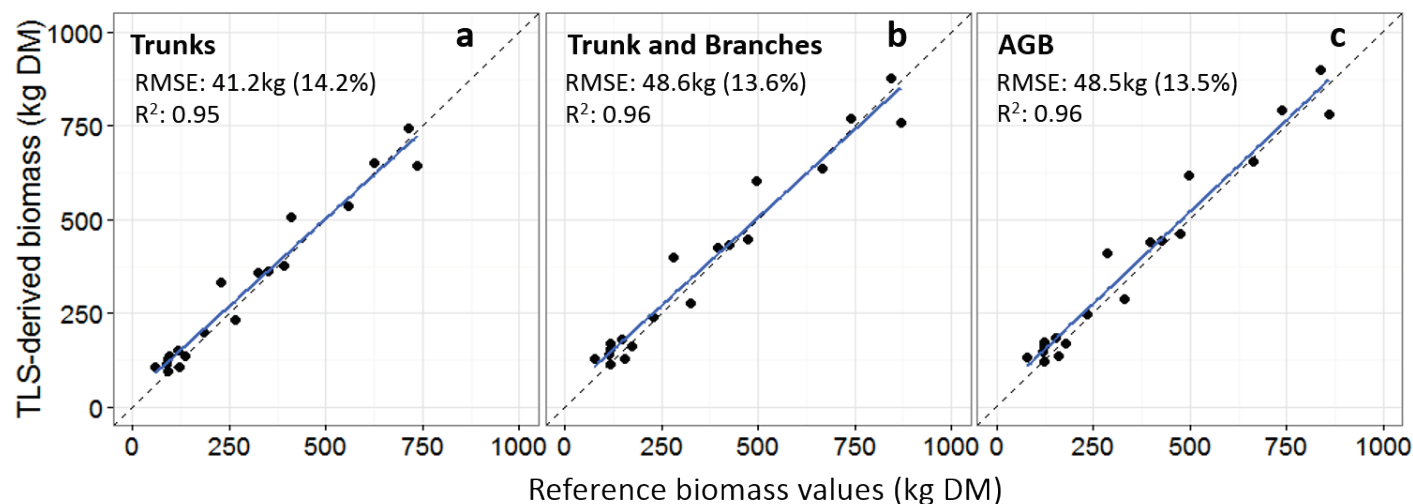 TLS-derived biomass (kg DM)
1000
750
500
250
0
Trunks
a
RMSE: 41.2kg (14.2%)
R²: 0.95
0 250 500 750 1000
Trunk and Branches
b
RMSE: 48.6kg (13.6%)
R²: 0.96
0 250 500 750 1000
AGB
c
RMSE: 48.5kg (13.5%)
R²: 0.96
0 250 500 750 1000
Reference biomass values (kg DM)